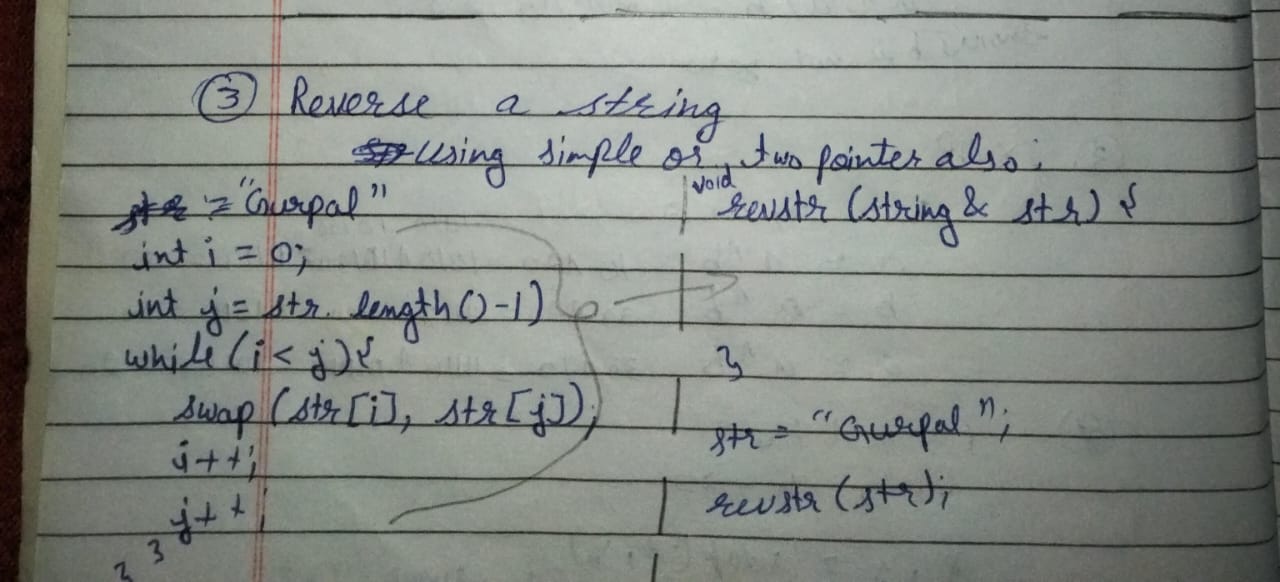 ③ Reverse a string
using simple or two pointer also:
str = "Gurpal"
int i = 0;
int j = str. length()-1)
while (i < j) {
swap (str[i], str[j]);
i++;
j++;
}
}
void
revstr (string & str) {
}
str = "Gurpal";
revstr (str);